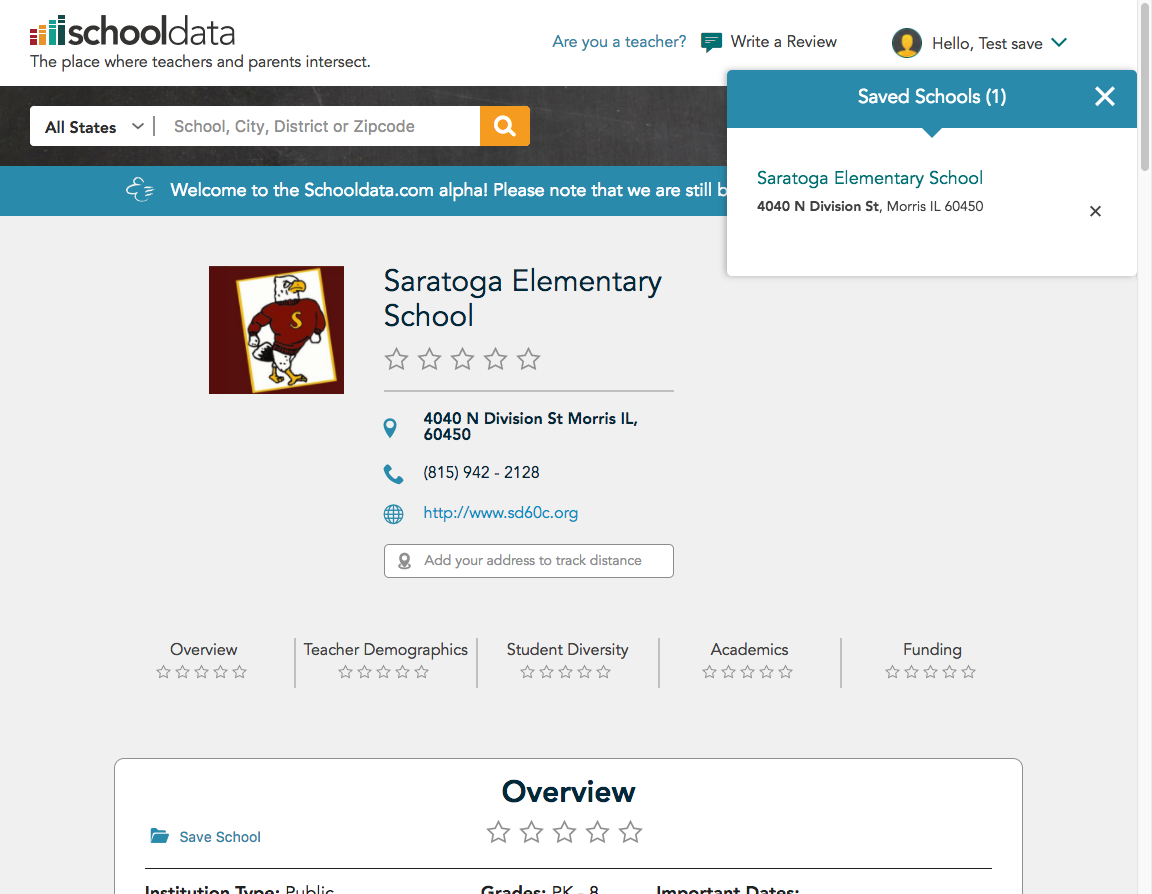 schooldata
The place where teachers and parents intersect.
Are you a teacher?
Write a Review
Hello, Test save
Saved Schools (1)
Saratoga Elementary School
4040 N Division St, Morris IL 60450
All States
School, City, District or Zipcode
Welcome to the Schooldata.com alpha! Please note that we are still
S
Saratoga Elementary
School
4040 N Division St Morris IL,
60450
(815) 942 - 2128
http://www.sd60c.org
Add your address to track distance
Overview
Teacher Demographics
Student Diversity
Academics
Funding
Overview
Save School
Institution Type: Public
Grades: PK - 8
Important Dates: